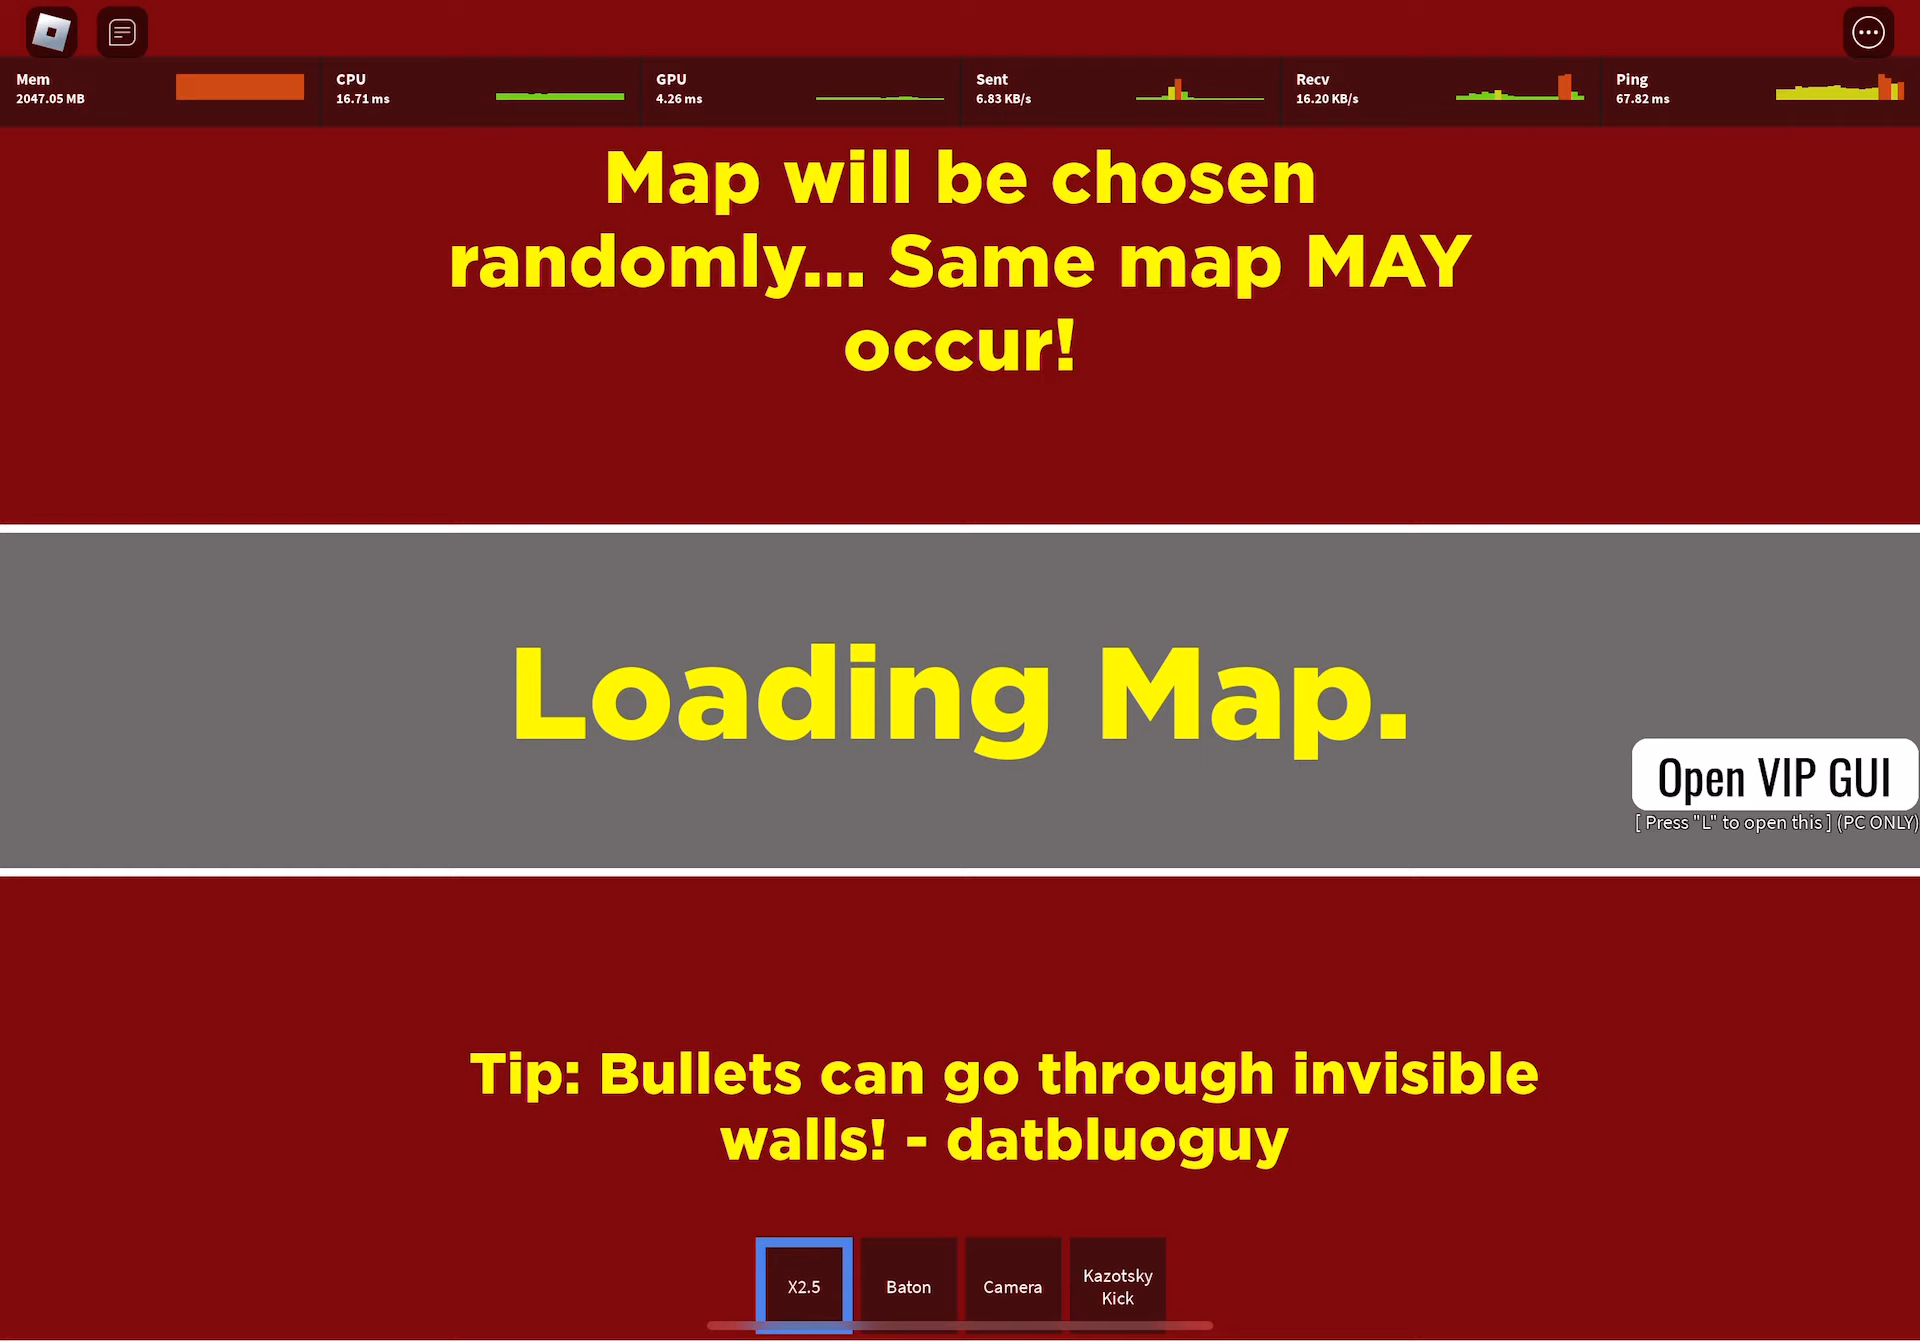 Mem
2047.05 MB
CPU
16.71 ms
GPU
4.26 ms
Sent
6.83 KB/s
Recv
16.20 KB/s
Ping
67.82 ms
Map will be chosen
randomly... Same map MAY
occur!
Loading Map.
Open VIP GUI
[ Press "L" to open this ] (PC ONLY)
Tip: Bullets can go through invisible
walls! - datbluoguy
X2.5
Baton
Camera
Kazotsky
Kick